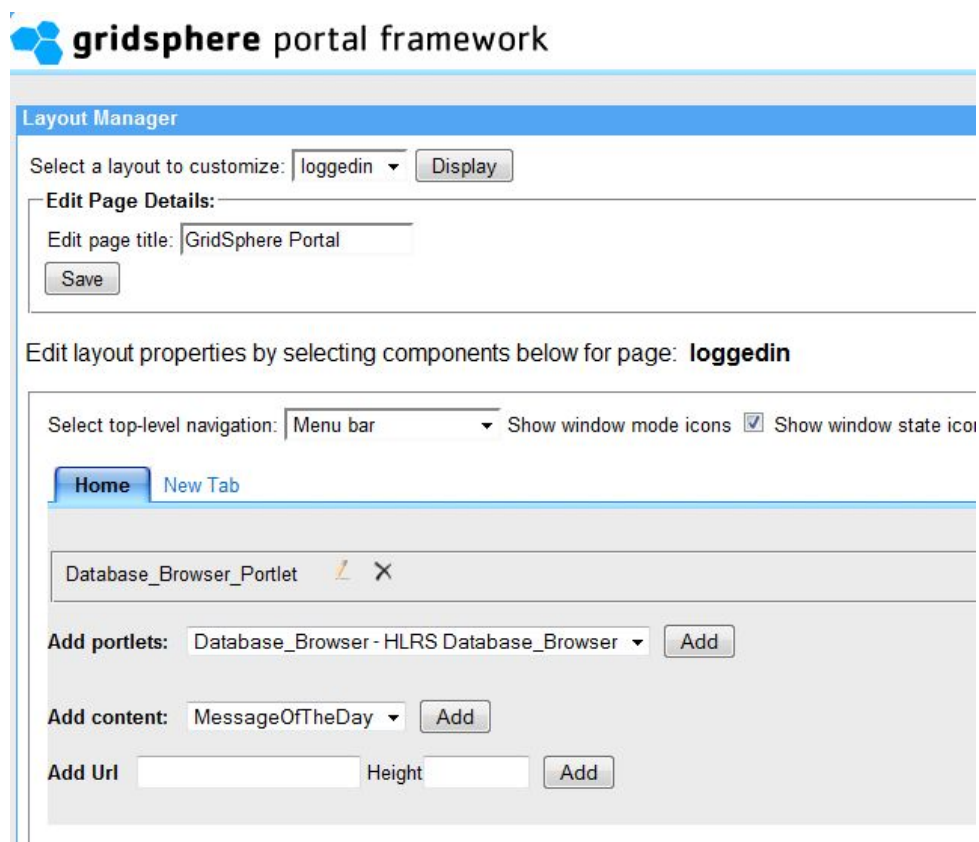 gridsphere portal framework
Layout Manager
Select a layout to customize: loggedin Display
Edit Page Details:
Edit page title: GridSphere Portal
Save
Edit layout properties by selecting components below for page: loggedin
Select top-level navigation: Menu bar Show window mode icons Show window state
Home New Tab
Database_Browser_Portlet
Add portlets: Database_Browser - HLRS Database_Browser Add
Add content: MessageOfTheDay Add
Add Url Height Add